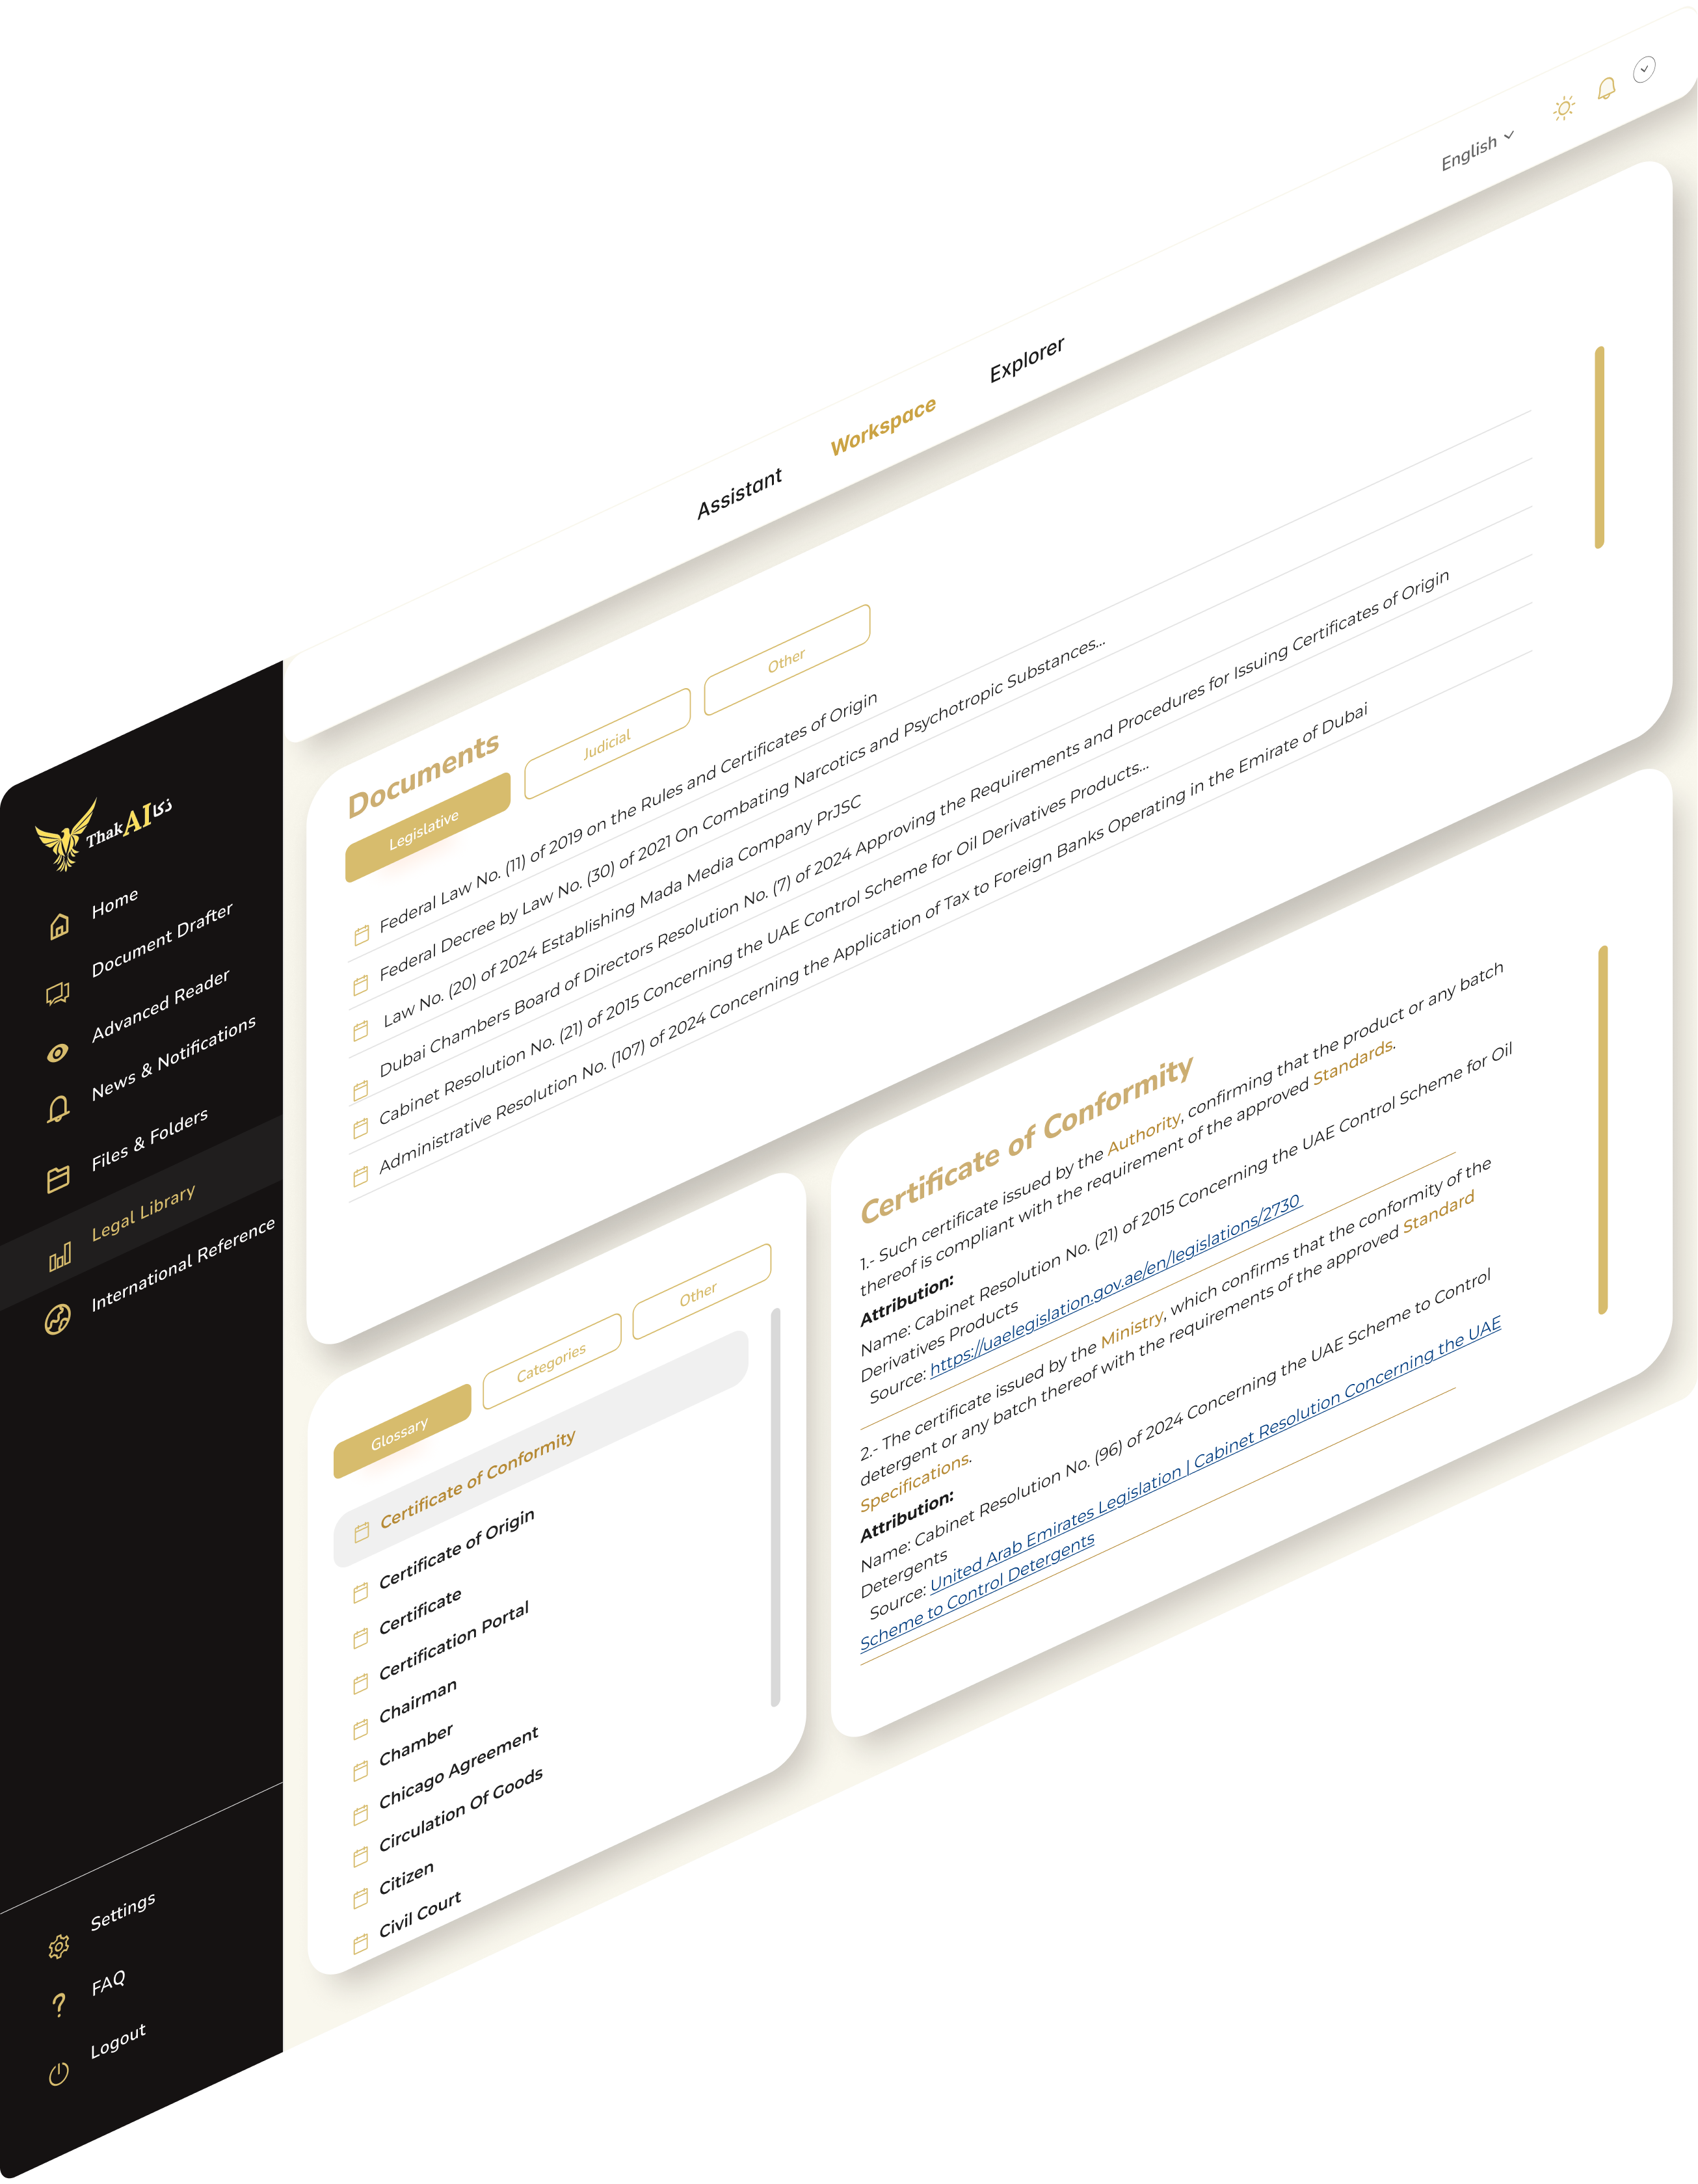 English
Assistant
Workspace
Explorer
ThakAI ذكا
Home
Document Drafter
Advanced Reader
News & Notifications
Files & Folders
Legal Library
International Reference
Settings
FAQ
Logout
Documents
Legislative
Judicial
Other
Federal Law No. (11) of 2019 on the Rules and Certificates of Origin
Federal Decree by Law No. (30) of 2021 On Combating Narcotics and Psychotropic Substances...
Law No. (20) of 2024 Establishing Mada Media Company PrJSC
Dubai Chambers Board of Directors Resolution No. (7) of 2024 Approving the Requirements and Procedures for Issuing Certificates of Origin
Cabinet Resolution No. (21) of 2015 Concerning the UAE Control Scheme for Oil Derivatives Products...
Administrative Resolution No. (107) of 2024 Concerning the Application of Tax to Foreign Banks Operating in the Emirate of Dubai
Glossary
Categories
Other
Certificate of Conformity
Certificate of Origin
Certificate
Certification Portal
Chairman
Chamber
Chicago Agreement
Circulation Of Goods
Citizen
Civil Court
Certificate of Conformity
1.- Such certificate issued by the Authority, confirming that the product or any batch
thereof is compliant with the requirement of the approved Standards.
Attribution:
Name: Cabinet Resolution No. (21) of 2015 Concerning the UAE Control Scheme for Oil
Derivatives Products
Source: https://uaelegislation.gov.ae/en/legislations/2730
2.- The certificate issued by the Ministry, which confirms that the conformity of the
detergent or any batch thereof with the requirements of the approved Standard
Specifications.
Attribution:
Name: Cabinet Resolution No. (96) of 2024 Concerning the UAE Scheme to Control
Detergents
Source: United Arab Emirates Legislation | Cabinet Resolution Concerning the UAE
Scheme to Control Detergents